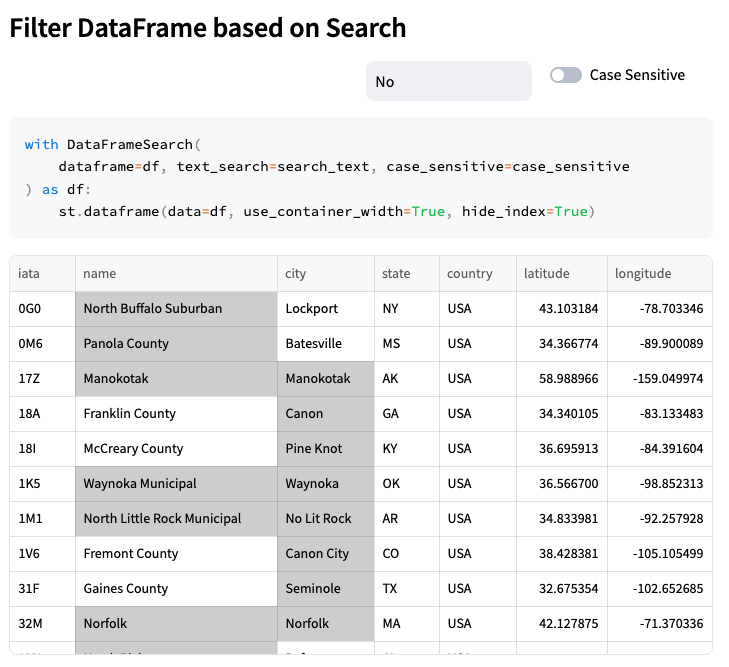 Filter DataFrame based on Search
No
Case Sensitive
with DataFrameSearch(
dataframe=df, text_search=search_text, case_sensitive=case_sensitive
) as df:
st.dataframe(data=df, use_container_width=True, hide_index=True)
iata name city state country latitude longitude
0G0 North Buffalo Suburban Lockport NY USA 43.103184 -78.703346
0M6 Panola County Batesville MS USA 34.366774 -89.900089
17Z Manokotak Manokotak AK USA 58.988966 -159.049974
18A Franklin County Canon GA USA 34.340105 -83.133483
18I McCreary County Pine Knot KY USA 36.695913 -84.391604
1K5 Waynoka Municipal Waynoka OK USA 36.566700 -98.852313
1M1 North Little Rock Municipal No Lit Rock AR USA 34.833981 -92.257928
1V6 Fremont County Canon City CO USA 38.428381 -105.105499
31F Gaines County Seminole TX USA 32.675354 -102.652685
32M Norfolk Norfolk MA USA 42.127875 -71.370336